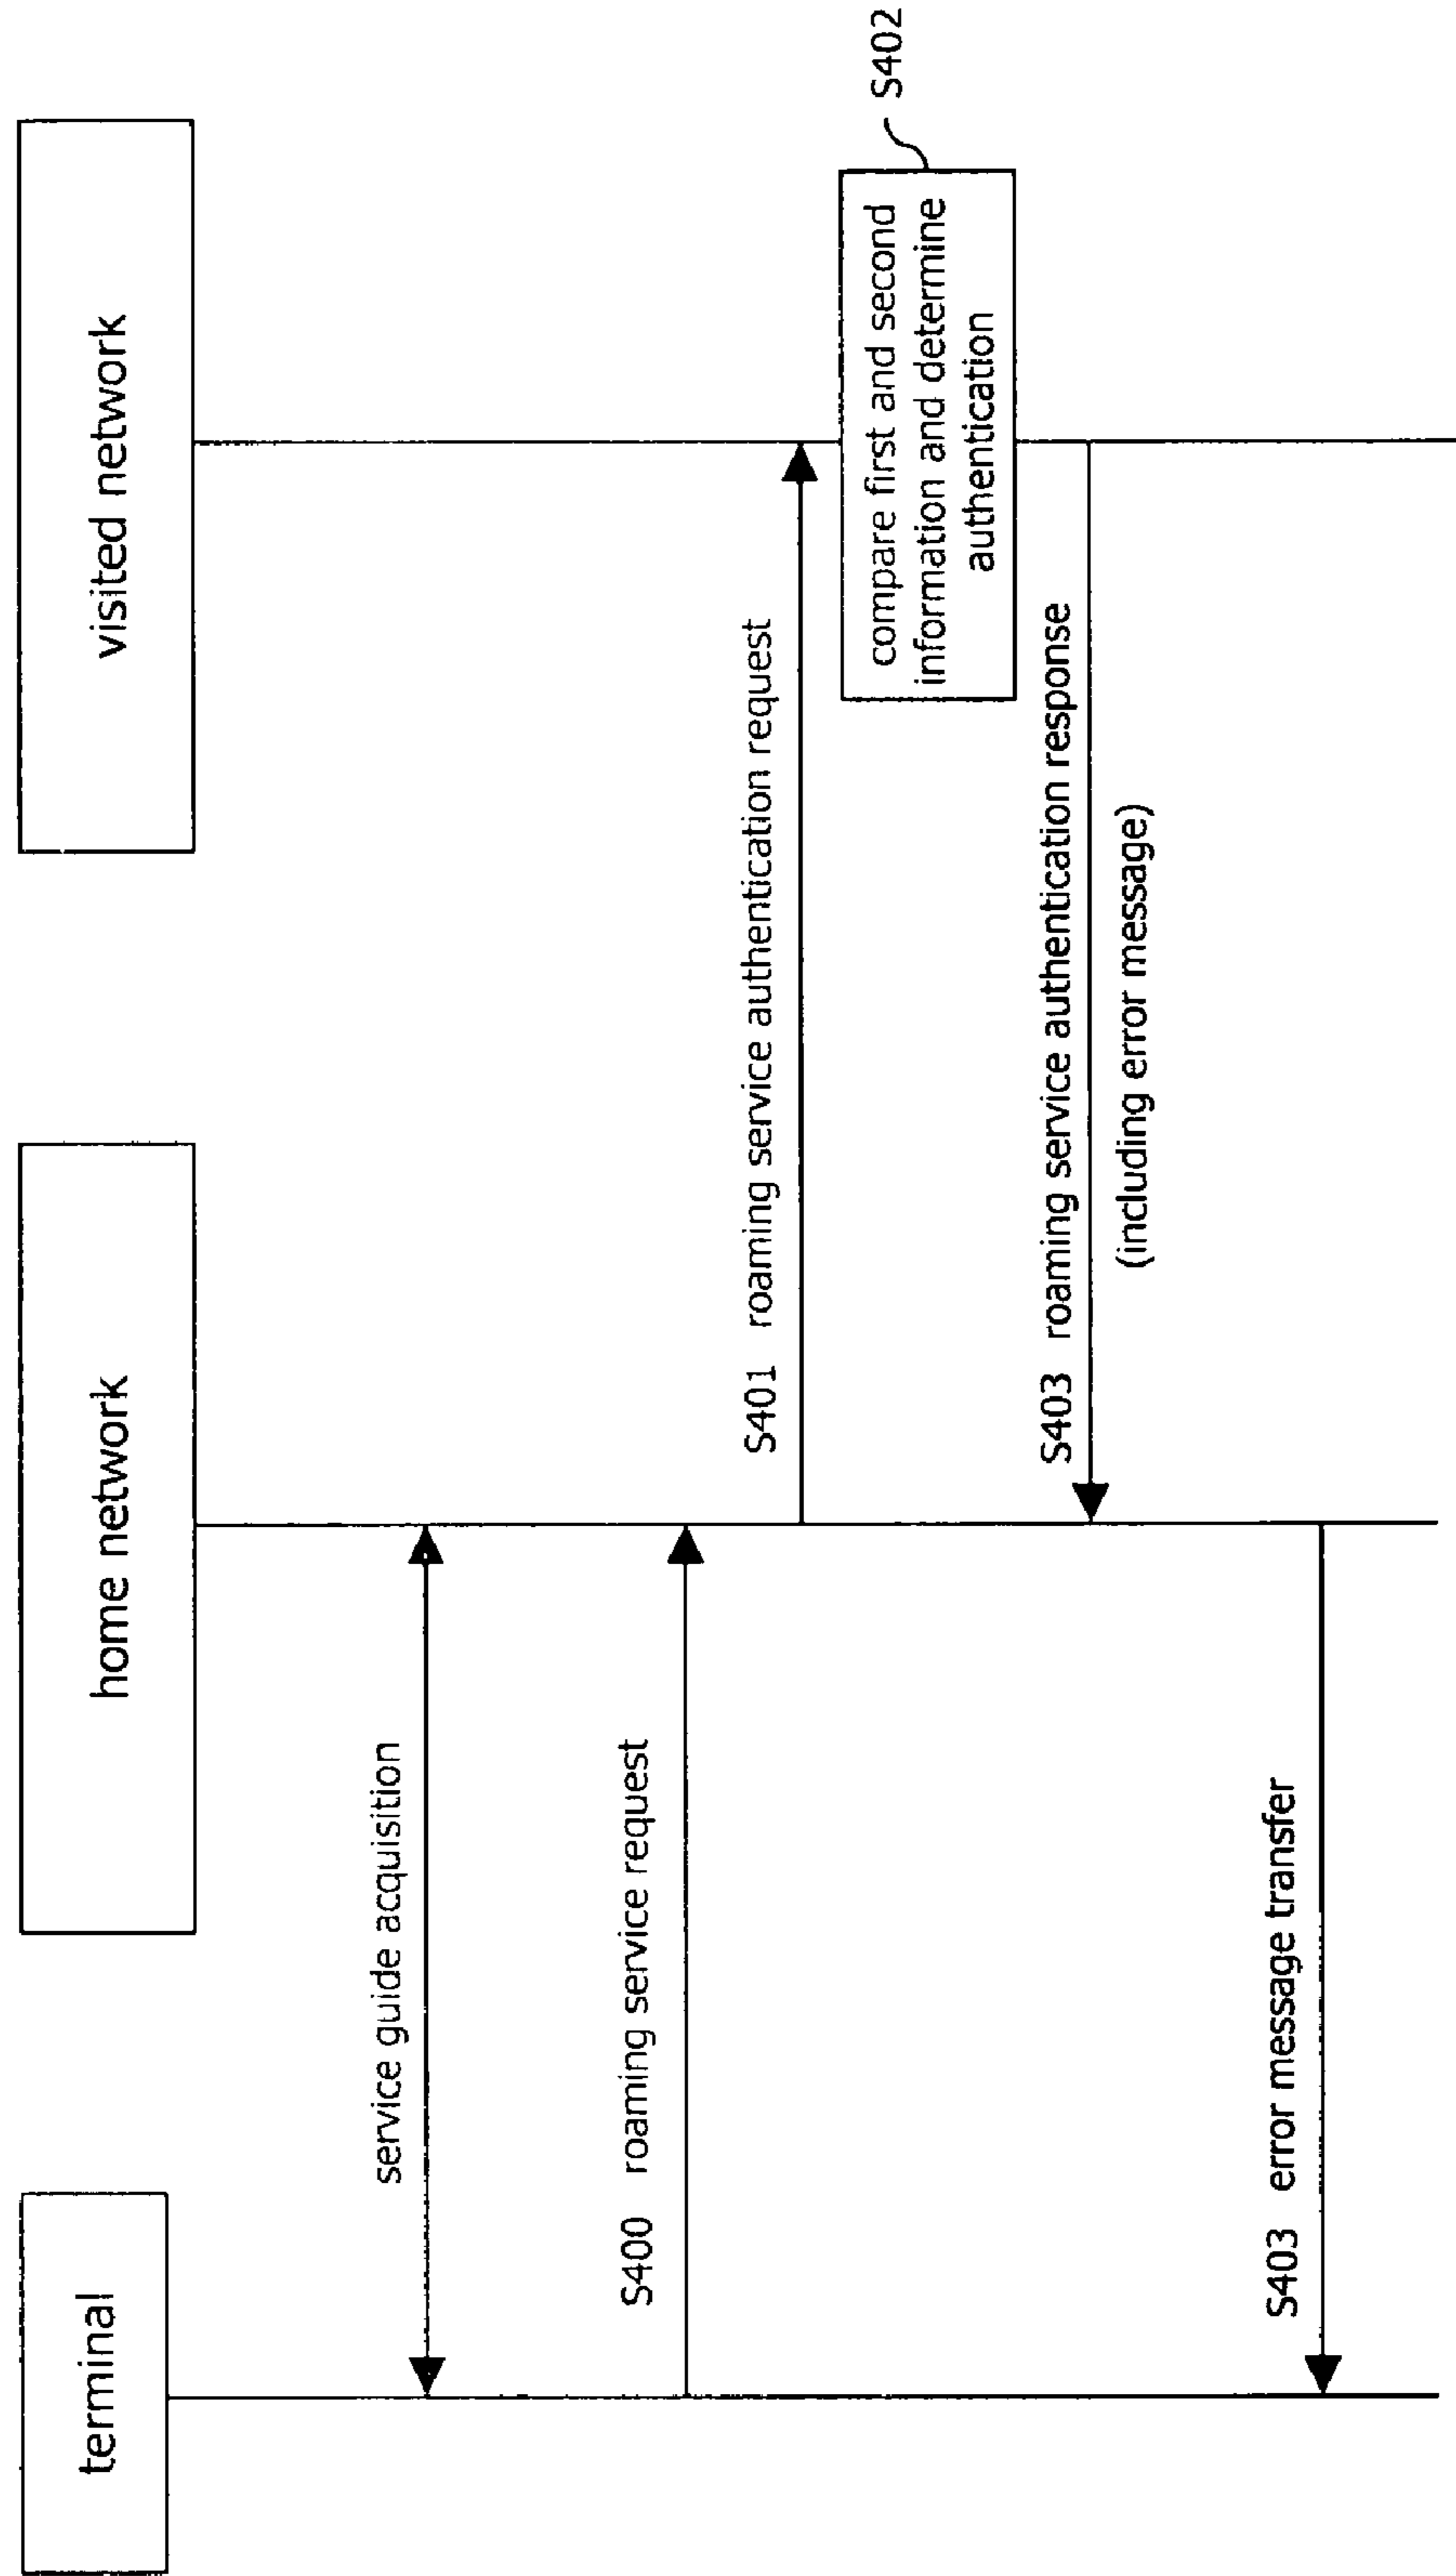 terminal
home network
visited network
service guide acquisition
S400 roaming service request
S401 roaming service authentication request
compare first and second
information and determine
authentication
S402
S403 roaming service authentication response
(including error message)
S403 error message transfer